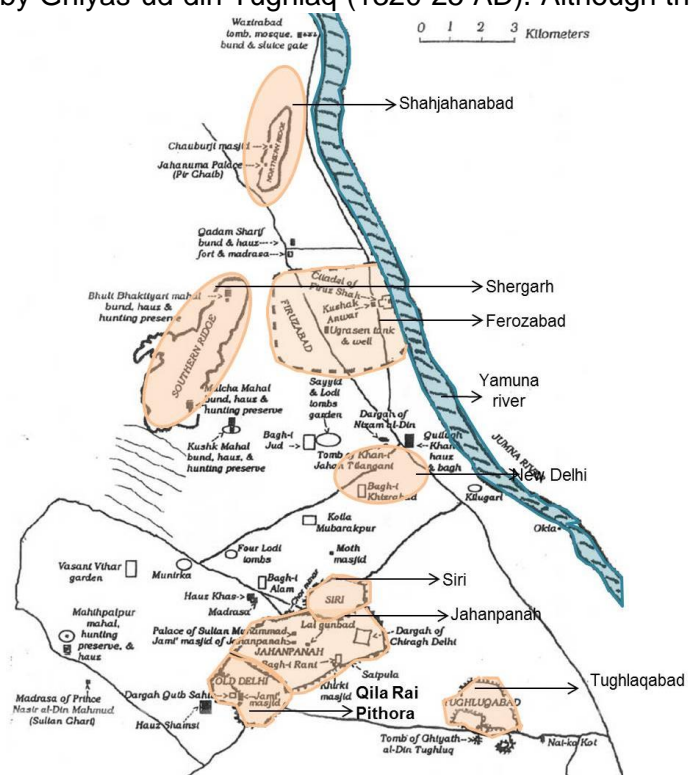 by Ghiyas-ud-din Tughlaq (1320-
Wazirabad
tomb, mosque,
bund & sluice gate
0 1 2 3 Kilometers
Shahjahanabad
Chauburji masjid
Jahanuma Palace
(Pir Ghaib)
NORTHERN RIDGE
Qadam Sharif
bund & hauz
fort & madrasa
Citadel of
Firuz Shah
Kushak
Anwar
Ugrasen tank
& well
FIRUZABAD
Shergarh
Ferozabad
Bhuli Bhaktiyari mahal
bund, hauz &
hunting preserve
SOUTHERN RIDGE
Malcha Mahal
bund, hauz &
hunting preserve
Kushk Mahal
bund, hauz, &
hunting preserve
Sayyid
& Lodi
tombs
garden
Bagh-i
Jud
Dargah of
Nizam al-Din
Yamuna
river
JUMNA RIVER
Khan
hauz
& bagh
Tomb of Khan-i
Jahan Tilangani
Bagh-i
Khizrabad
New Delhi
Kilugari
Okla
Kotla
Mubarakpur
Four Lodi
tombs
Moth
masjid
Vasant Vihar
garden
Munirka
Bagh-i
Alam
Hauz Khas
Madrasa
SIRI
Siri
Lal gunbad
Jahanpanah
Mahihpalpur
mahal,
hunting
preserve, &
hauz
Palace of Sultan Muhammad
Jami' masjid of Jahanpanah
JAHANPANAH
Bagh-i Rani
Dargah of
Chiragh Delhi
Satpula
Khirki
masjid
OLD DELHI
Jami'
masjid
Dargah Qutb Sahib
Hauz Shamsi
Qila Rai
Pithora
Madrasa of Prince
Nasir al-Din Mahmud
(Sultan Ghari)
Tughlaqabad
TUGHLUQABAD
Tomb of Ghiyath
al-Din Tughluq
Nai-ka Kot